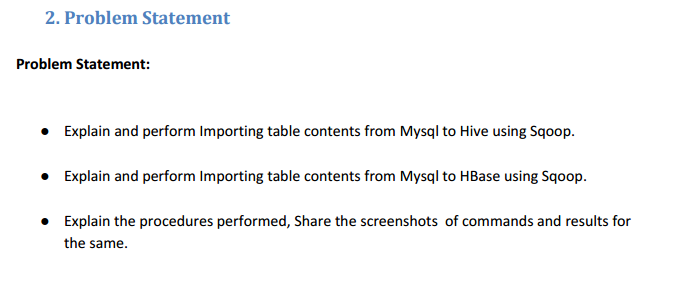 2. Problem Statement
Problem Statement:
● Explain and perform Importing table contents from Mysql to Hive using Sqoop.
● Explain and perform Importing table contents from Mysql to HBase using Sqoop.
● Explain the procedures performed, Share the screenshots  of commands and results for
the same.